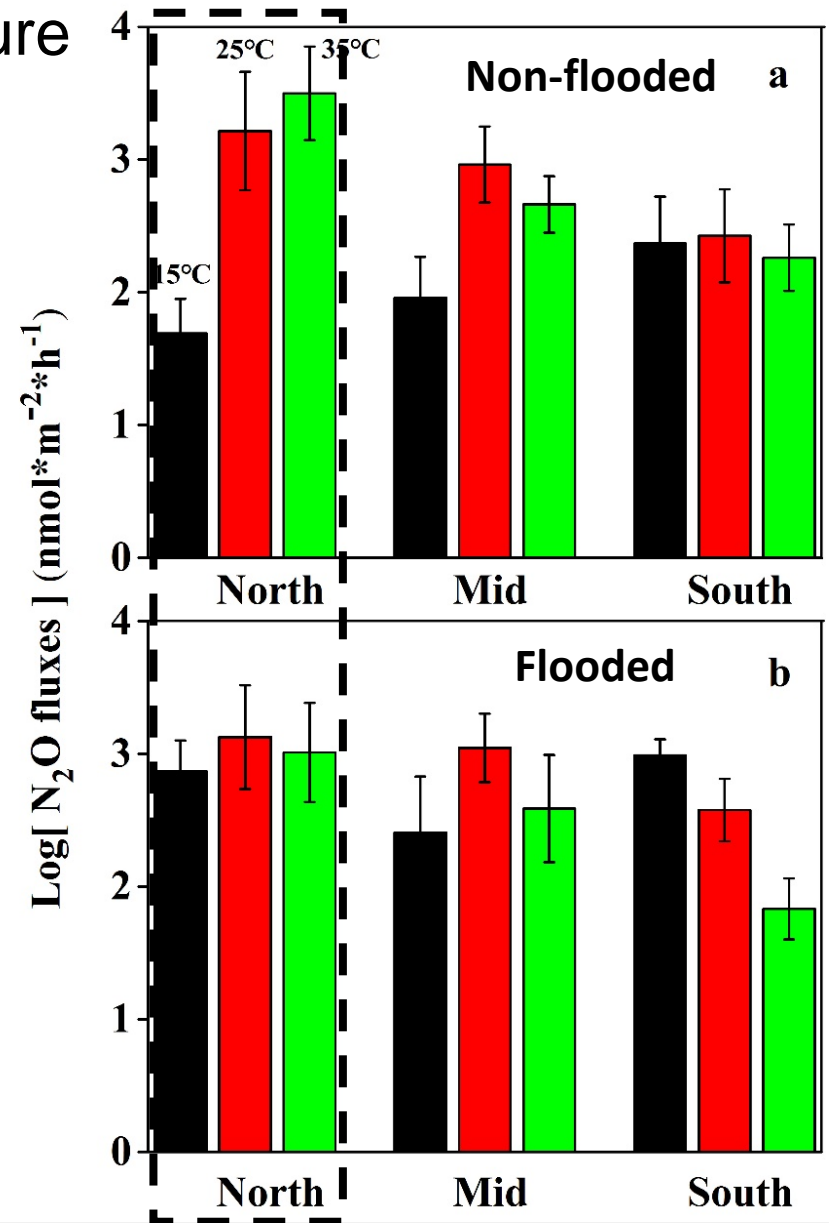 ure
4
25°C
35°C
Non-flooded
a
3
15°C
2
1
0
North
Mid
South
Log[ N₂O fluxes ] (nmol*m⁻²*h⁻¹)
4
Flooded
b
3
2
1
0
North
Mid
South